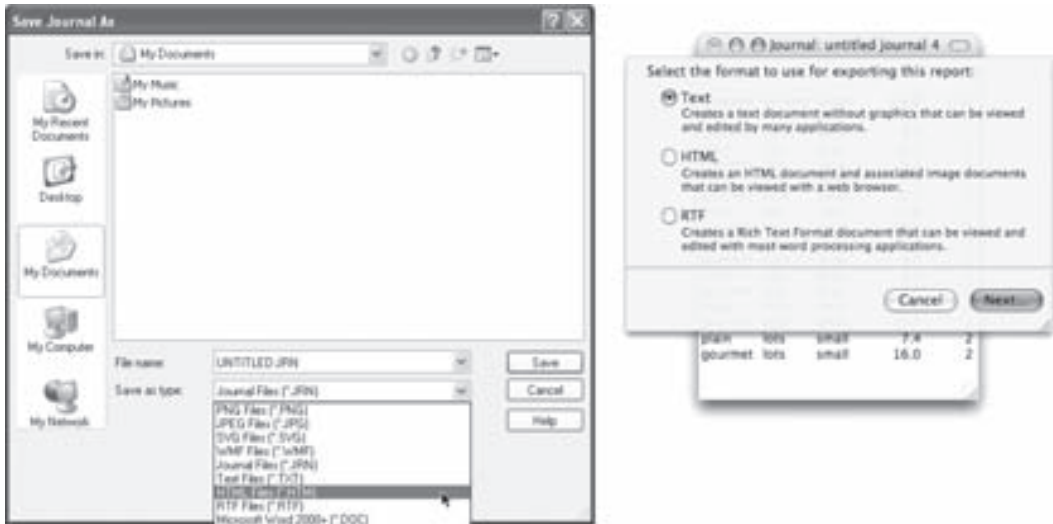 Save Journal As
Save in:
My Documents
My Recent
Documents
Desktop
My Documents
My Computer
My Network
My Music
My Pictures
File name:
UNTITLED.JRN
Save
Save as type:
Journal Files (*.JRN)
Cancel
Help
PNG Files (*.PNG)
JPEG Files (*.JPG)
SVG Files (*.SVG)
WMF Files (*.WMF)
Journal Files (*.JRN)
Text Files (*.TXT)
HTML Files (*.HTM)
RTF Files (*.RTF)
Microsoft Word 2000+ (*.DOC)
Journal: untitled journal 4
Select the format to use for exporting this report:
Text
Creates a text document without graphics that can be viewed
and edited by many applications.
HTML
Creates an HTML document and associated image documents
that can be viewed with a web browser.
RTF
Creates a Rich Text Format document that can be viewed and
edited with most word processing applications.
Cancel
Next...
plain lots small 7.4 2
gourmet lots small 16.0 2